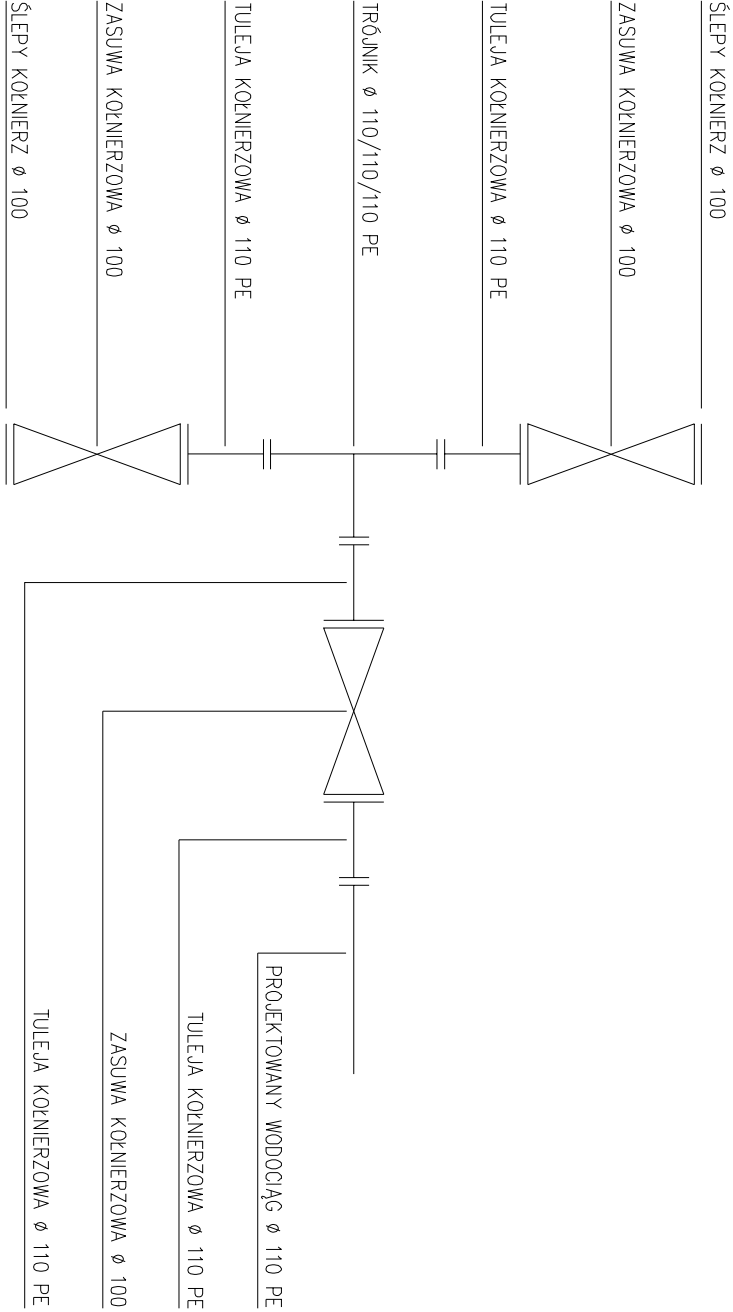 ŚLEPY KOŁNIERZ ø 100
ZASUWA KOŁNIERZOWA ø 100
TULEJA KOŁNIERZOWA ø 110 PE
TRÓJNIK ø 110/110/110 PE
TULEJA KOŁNIERZOWA ø 110 PE
ZASUWA KOŁNIERZOWA ø 100
ŚLEPY KOŁNIERZ ø 100
PROJEKTOWANY WODOCIĄG ø 110 PE
TULEJA KOŁNIERZOWA ø 110 PE
ZASUWA KOŁNIERZOWA ø 100
TULEJA KOŁNIERZOWA ø 110 PE